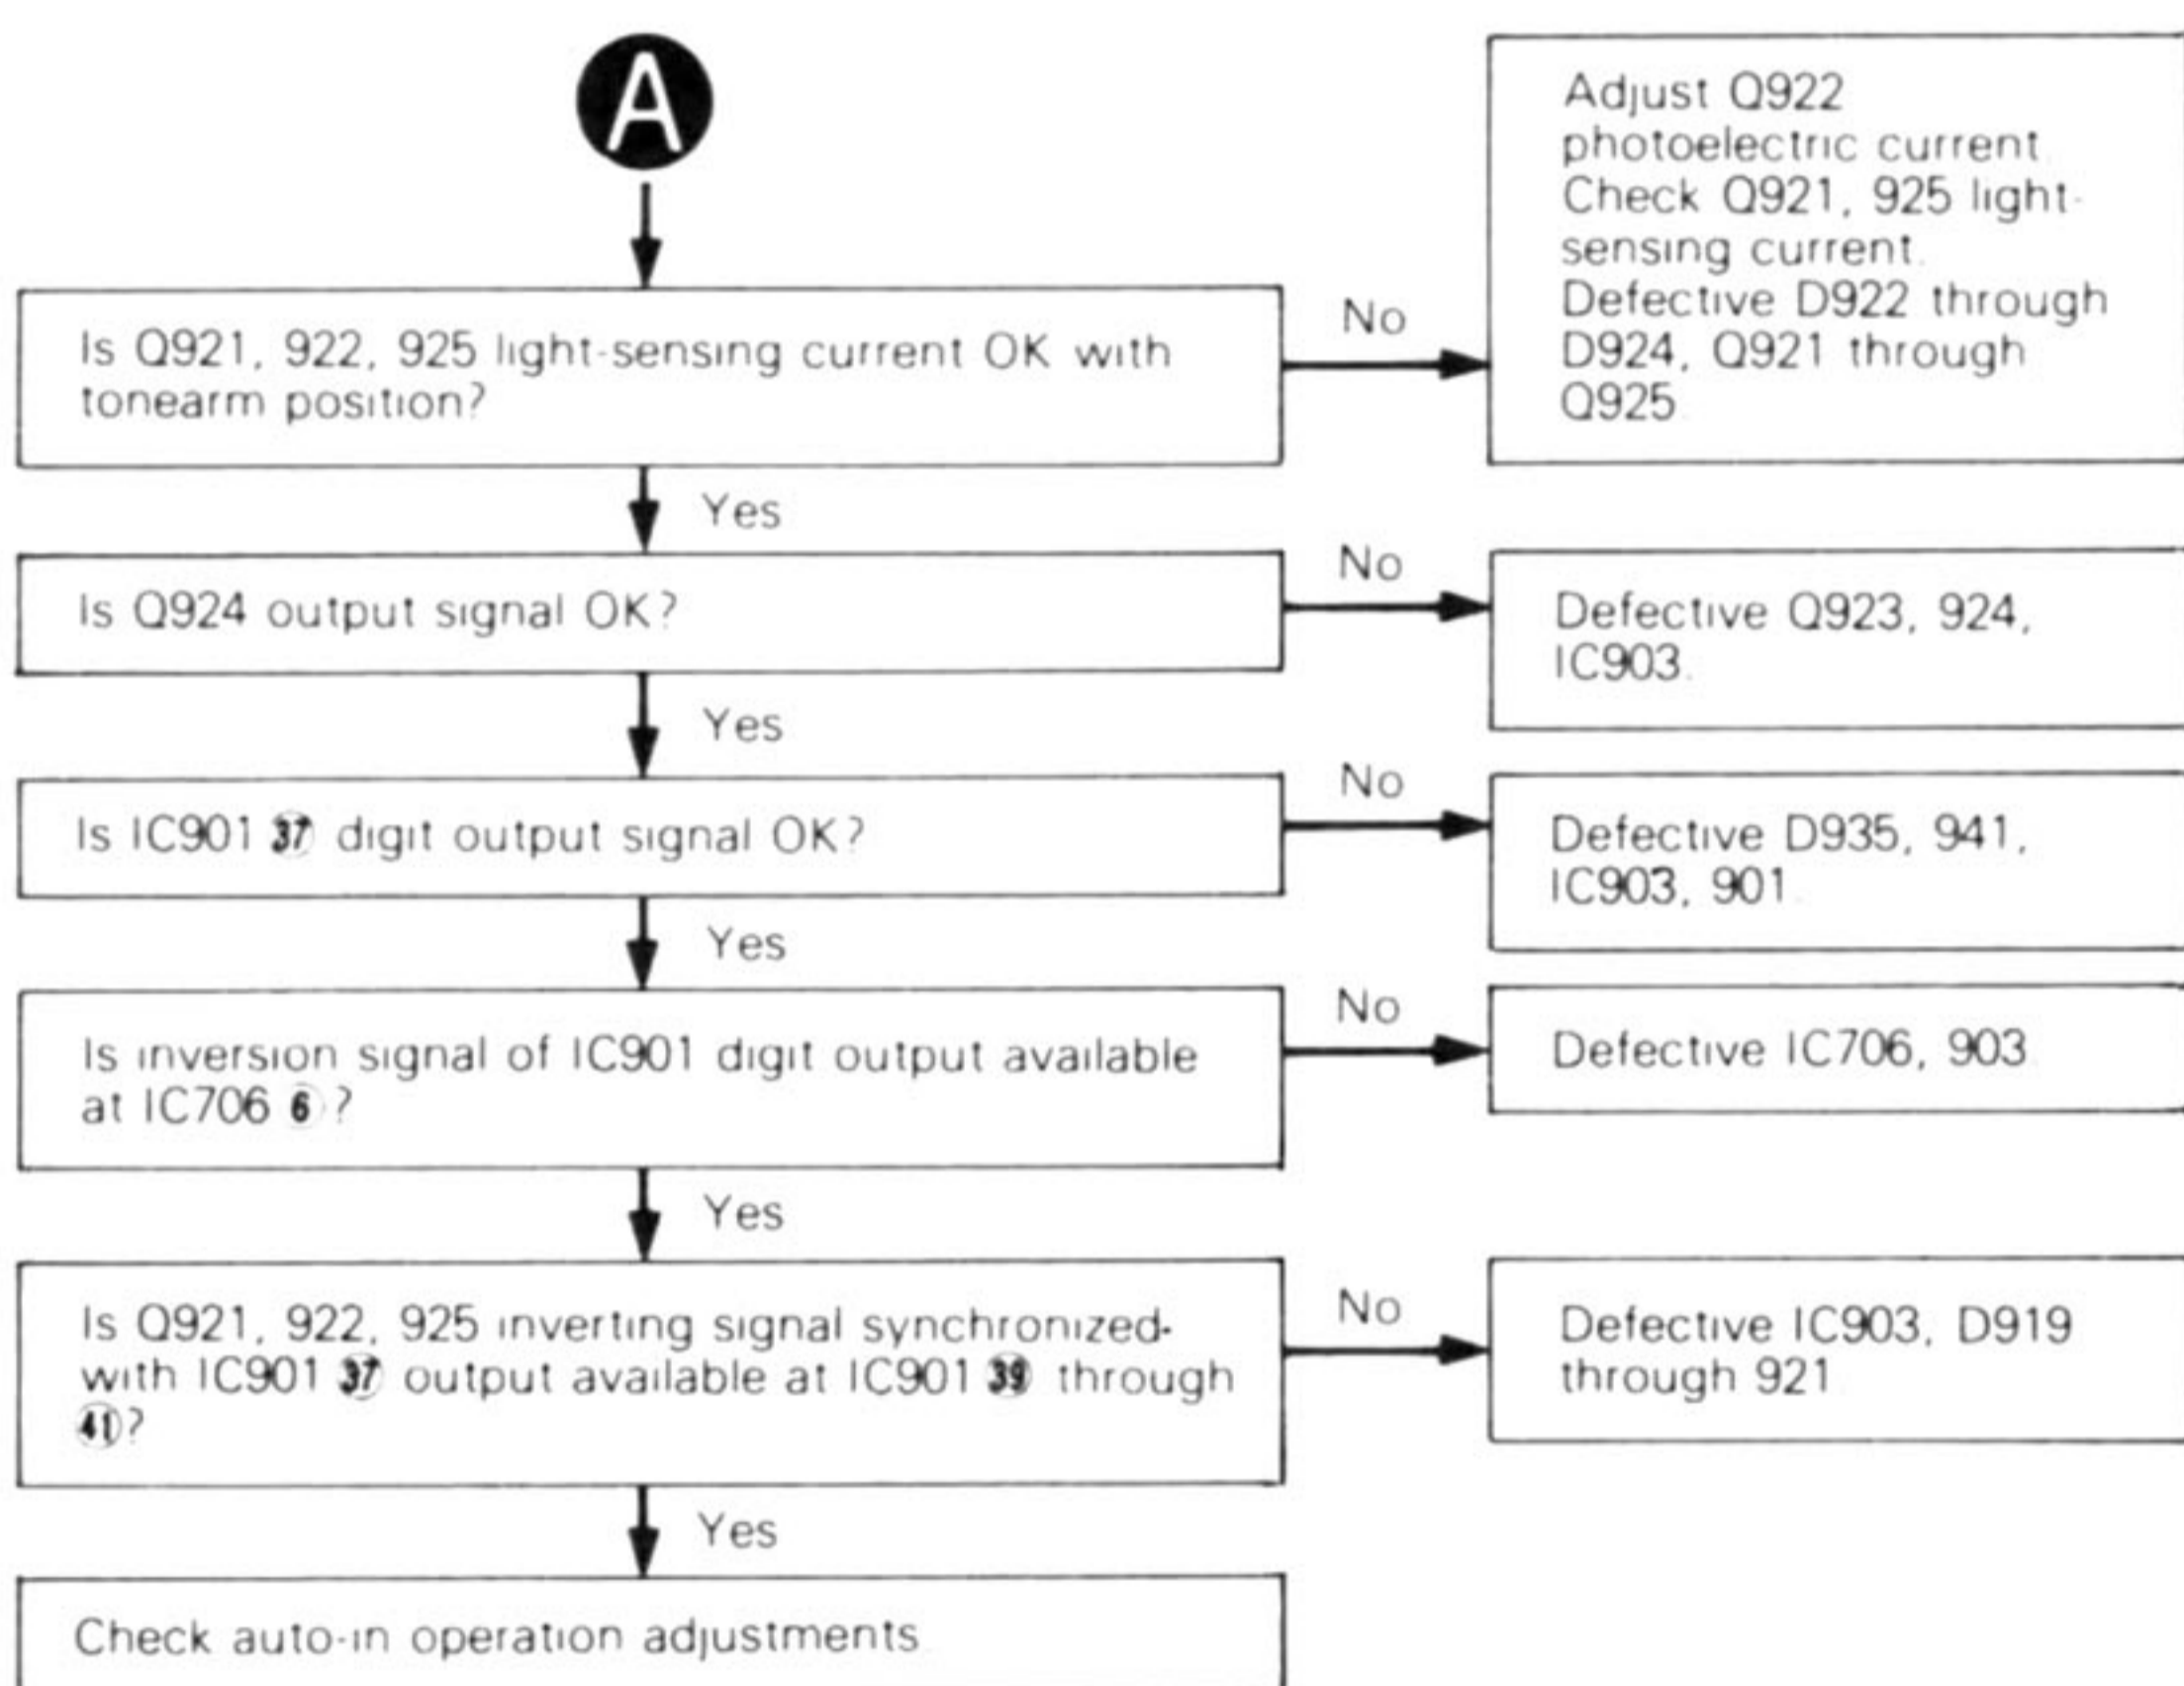 A
Is Q921, 922, 925 light-sensing current OK with
tonearm position?
No
Adjust Q922
photoelectric current.
Check Q921, 925 light-
sensing current.
Defective D922 through
D924, Q921 through
Q925.
Yes
Is Q924 output signal OK?
No
Defective Q923, 924,
IC903.
Yes
Is IC901 37 digit output signal OK?
No
Defective D935, 941,
IC903, 901.
Yes
Is inversion signal of IC901 digit output available
at IC706 6 ?
No
Defective IC706, 903.
Yes
Is Q921, 922, 925 inverting signal synchronized-
with IC901 37 output available at IC901 39 through
41?
No
Defective IC903, D919
through 921.
Yes
Check auto-in operation adjustments.